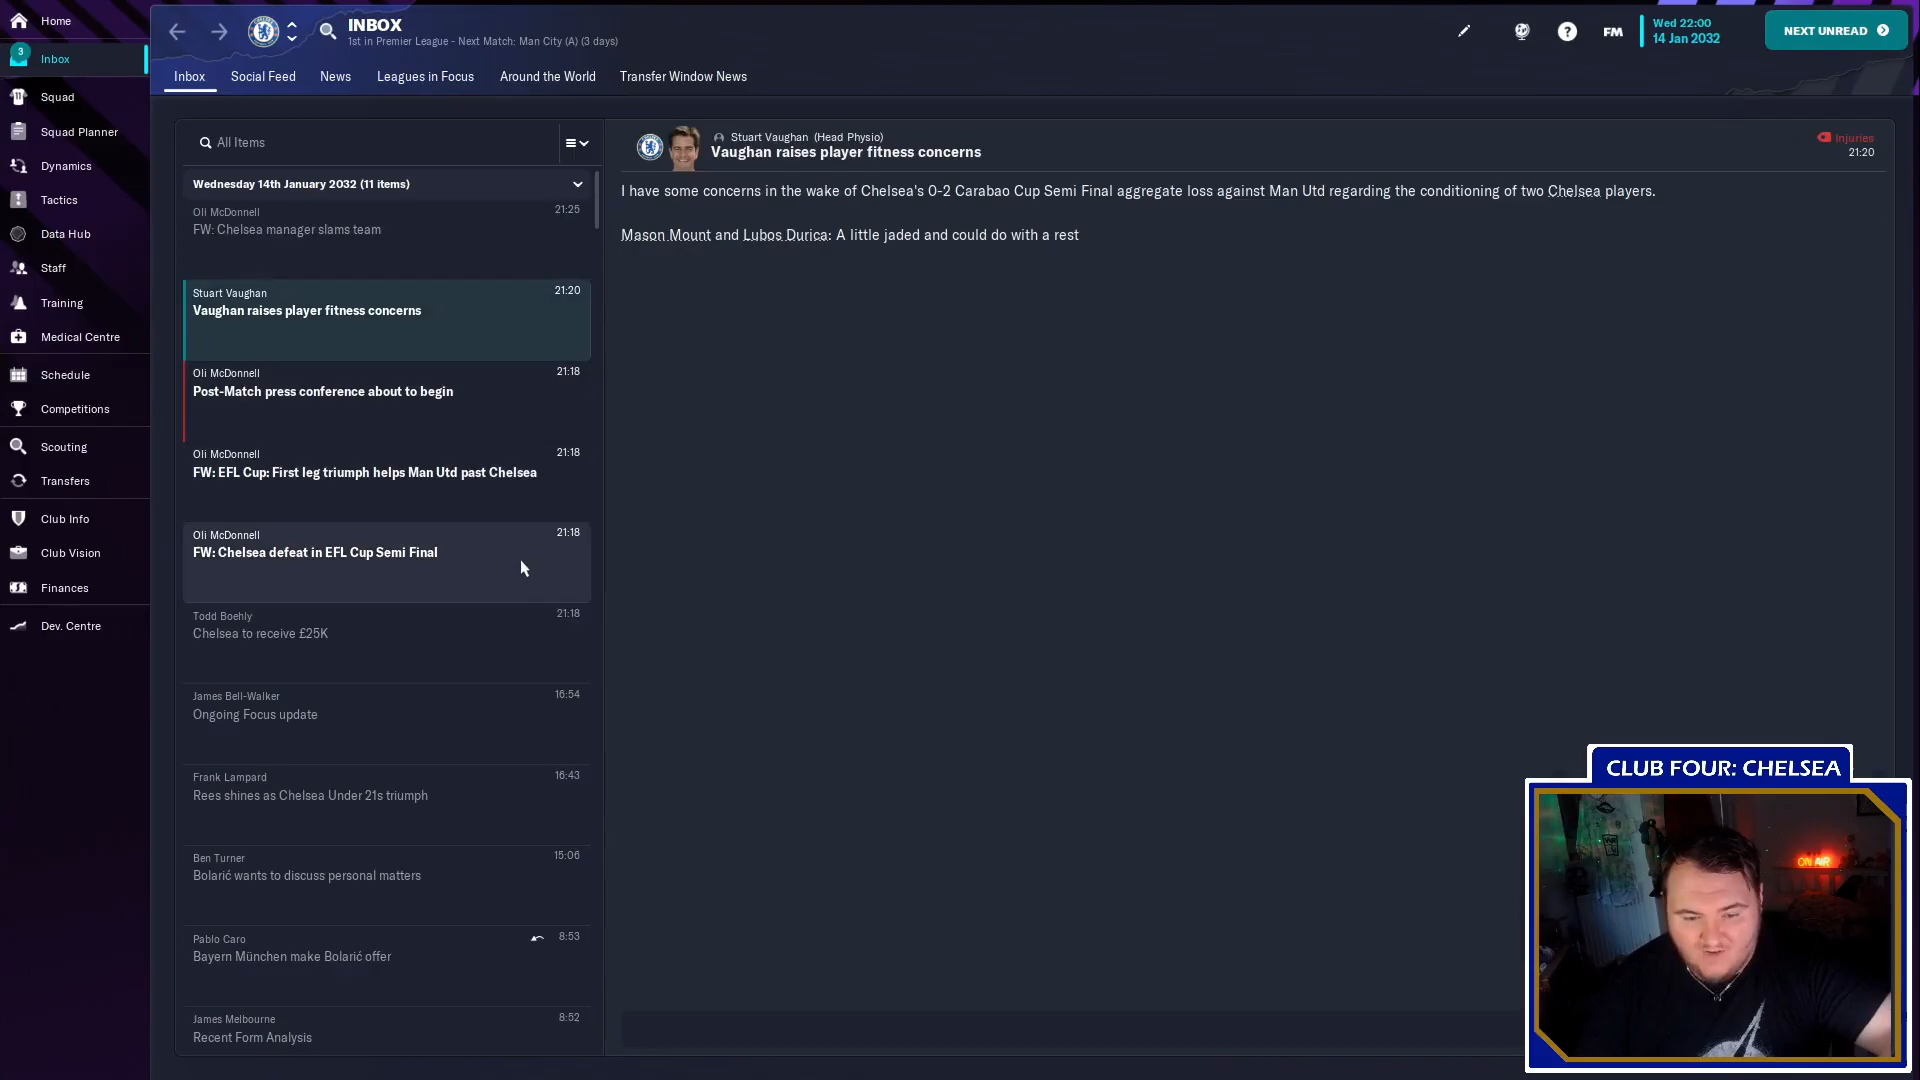 Home
3
Inbox
Squad
Squad Planner
Dynamics
Tactics
Data Hub
Staff
Training
Medical Centre
Schedule
Competitions
Scouting
Transfers
Club Info
Club Vision
Finances
Dev. Centre
INBOX
1st in Premier League - Next Match: Man City (A) (3 days)
FM
Wed 22:00
14 Jan 2032
NEXT UNREAD
Inbox Social Feed News Leagues in Focus Around the World Transfer Window News
All Items
Wednesday 14th January 2032 (11 items)
Oli McDonnell 21:25
FW: Chelsea manager slams team
Stuart Vaughan 21:20
Vaughan raises player fitness concerns
Oli McDonnell 21:18
Post-Match press conference about to begin
Oli McDonnell 21:18
FW: EFL Cup: First leg triumph helps Man Utd past Chelsea
Oli McDonnell 21:18
FW: Chelsea defeat in EFL Cup Semi Final
Todd Boehly 21:18
Chelsea to receive £25K
James Bell-Walker 16:54
Ongoing Focus update
Frank Lampard 16:43
Rees shines as Chelsea Under 21s triumph
Ben Turner 15:06
Bolarić wants to discuss personal matters
Pablo Caro 8:53
Bayern München make Bolarić offer
James Melbourne 8:52
Recent Form Analysis
Stuart Vaughan (Head Physio)
Vaughan raises player fitness concerns
Injuries
21:20
I have some concerns in the wake of Chelsea's 0-2 Carabao Cup Semi Final aggregate loss against Man Utd regarding the conditioning of two Chelsea players.
Mason Mount and Lubos Durica: A little jaded and could do with a rest
CLUB FOUR: CHELSEA
ON AIR